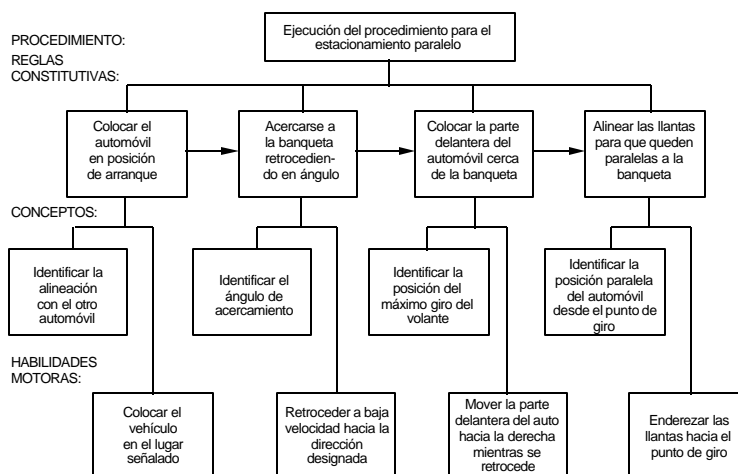 PROCEDIMIENTO:
Ejecución del procedimiento para el
estacionamiento paralelo
REGLAS
CONSTITUTIVAS:
Colocar el
automóvil
en posición
de arranque
Acercarse a
la banqueta
retrocedien-
do en ángulo
Colocar la parte
delantera del
automóvil cerca
de la banqueta
Alinear las llantas
para que queden
paralelas a la
banqueta
CONCEPTOS:
Identificar la
alineación
con el otro
automóvil
Identificar el
ángulo de
acercamiento
Identificar la
posición del
máximo giro del
volante
Identificar la
posición paralela
del automóvil
desde el punto de
giro
HABILIDADES
MOTORAS:
Colocar el
vehículo
en el lugar
señalado
Retroceder a baja
velocidad hacia la
dirección
designada
Mover la parte
delantera del auto
hacia la derecha
mientras se
retrocede
Enderezar las
llantas hacia el
punto de giro